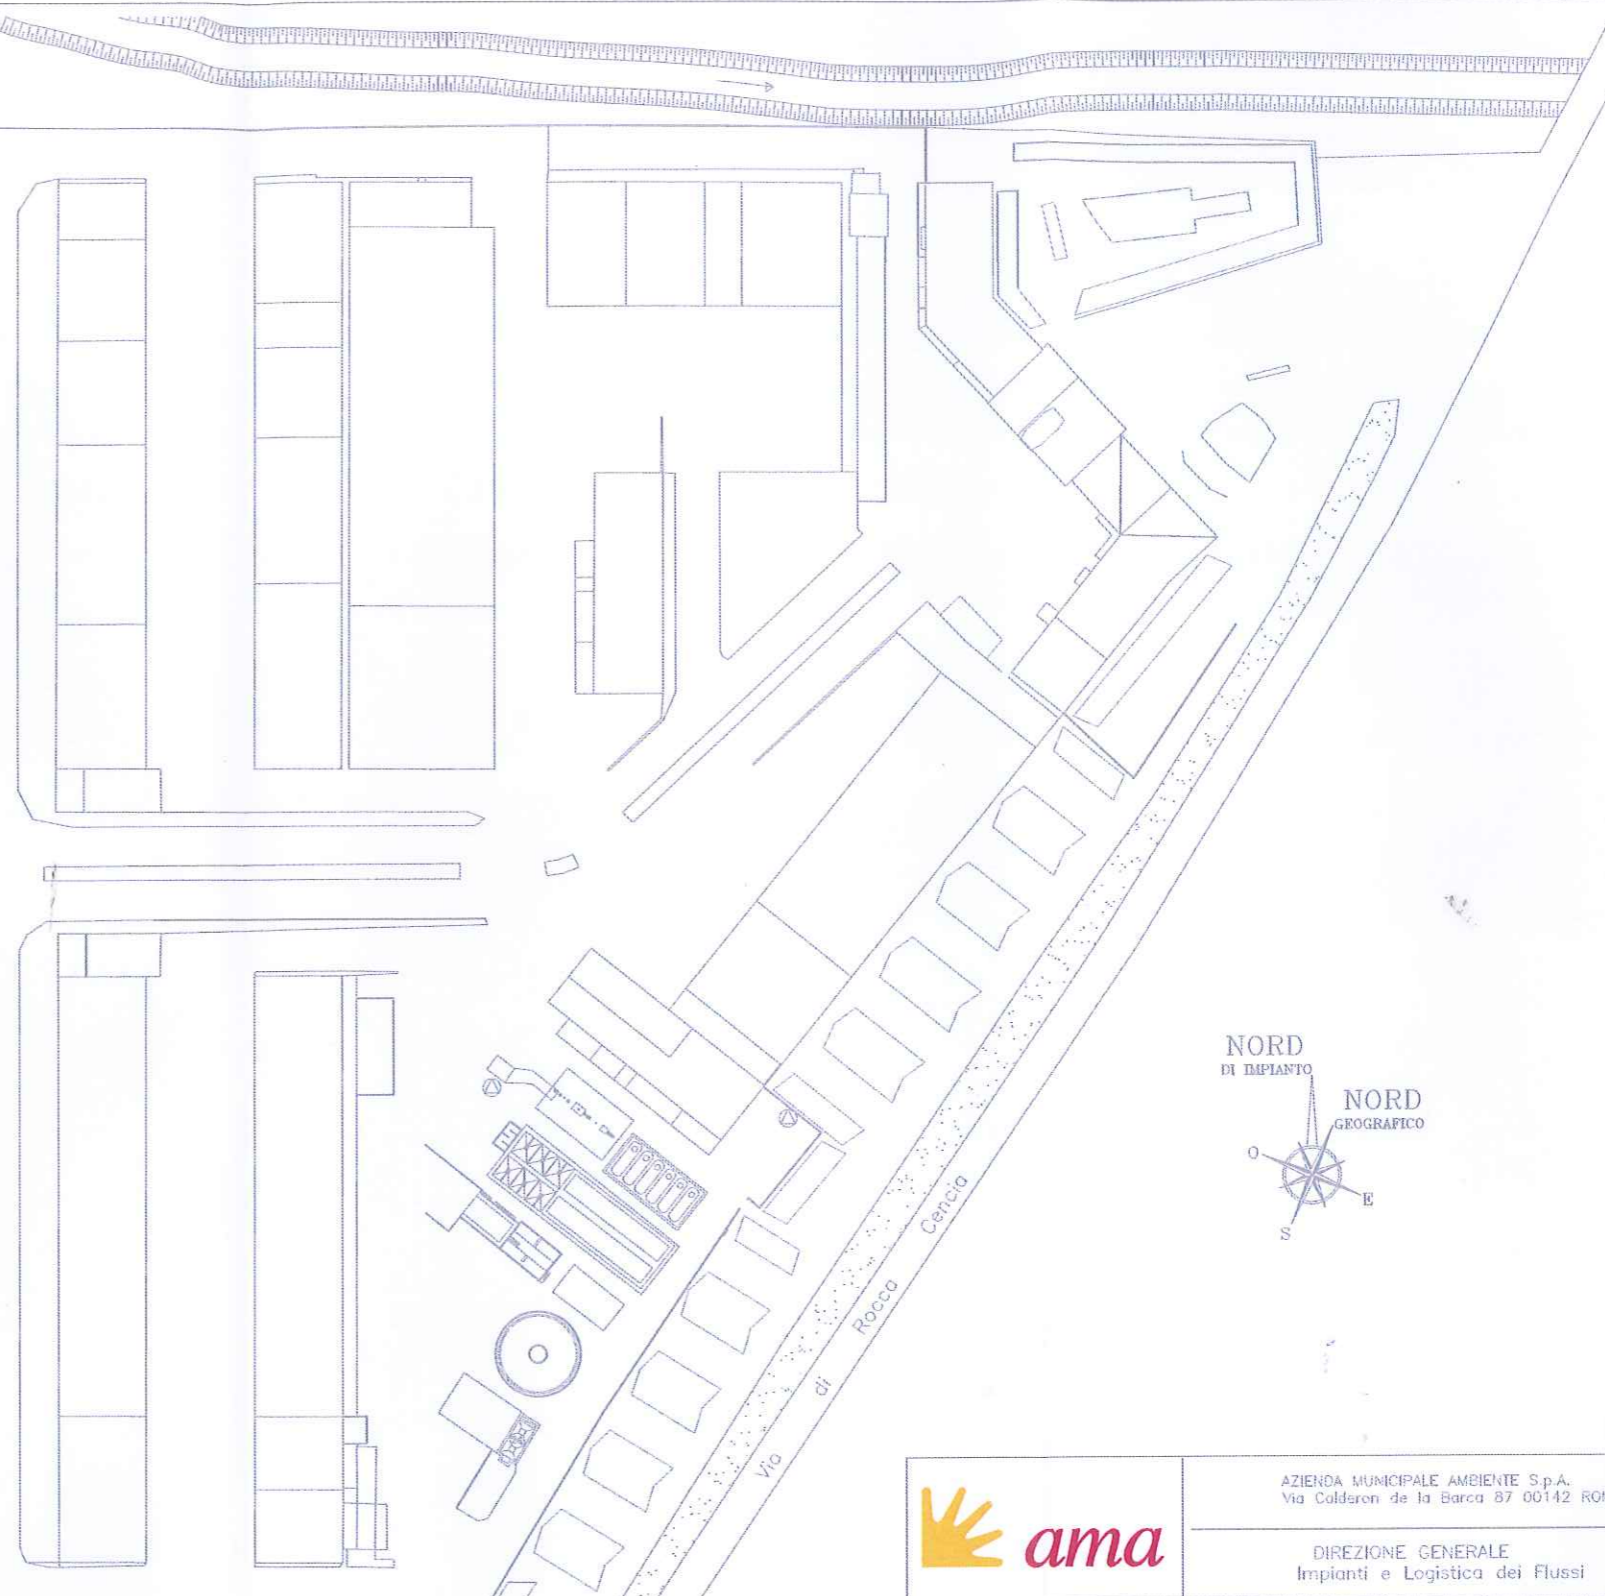 NORD
DI IMPIANTO
NORD
GEOGRAFICO
O
E
S
Via di Rocca Cencia
ama
AZIENDA MUNICIPALE AMBIENTE S.p.A.
Via Calderon de la Barca 87 00142
DIREZIONE GENERALE
Impianti e Logistica dei Flussi